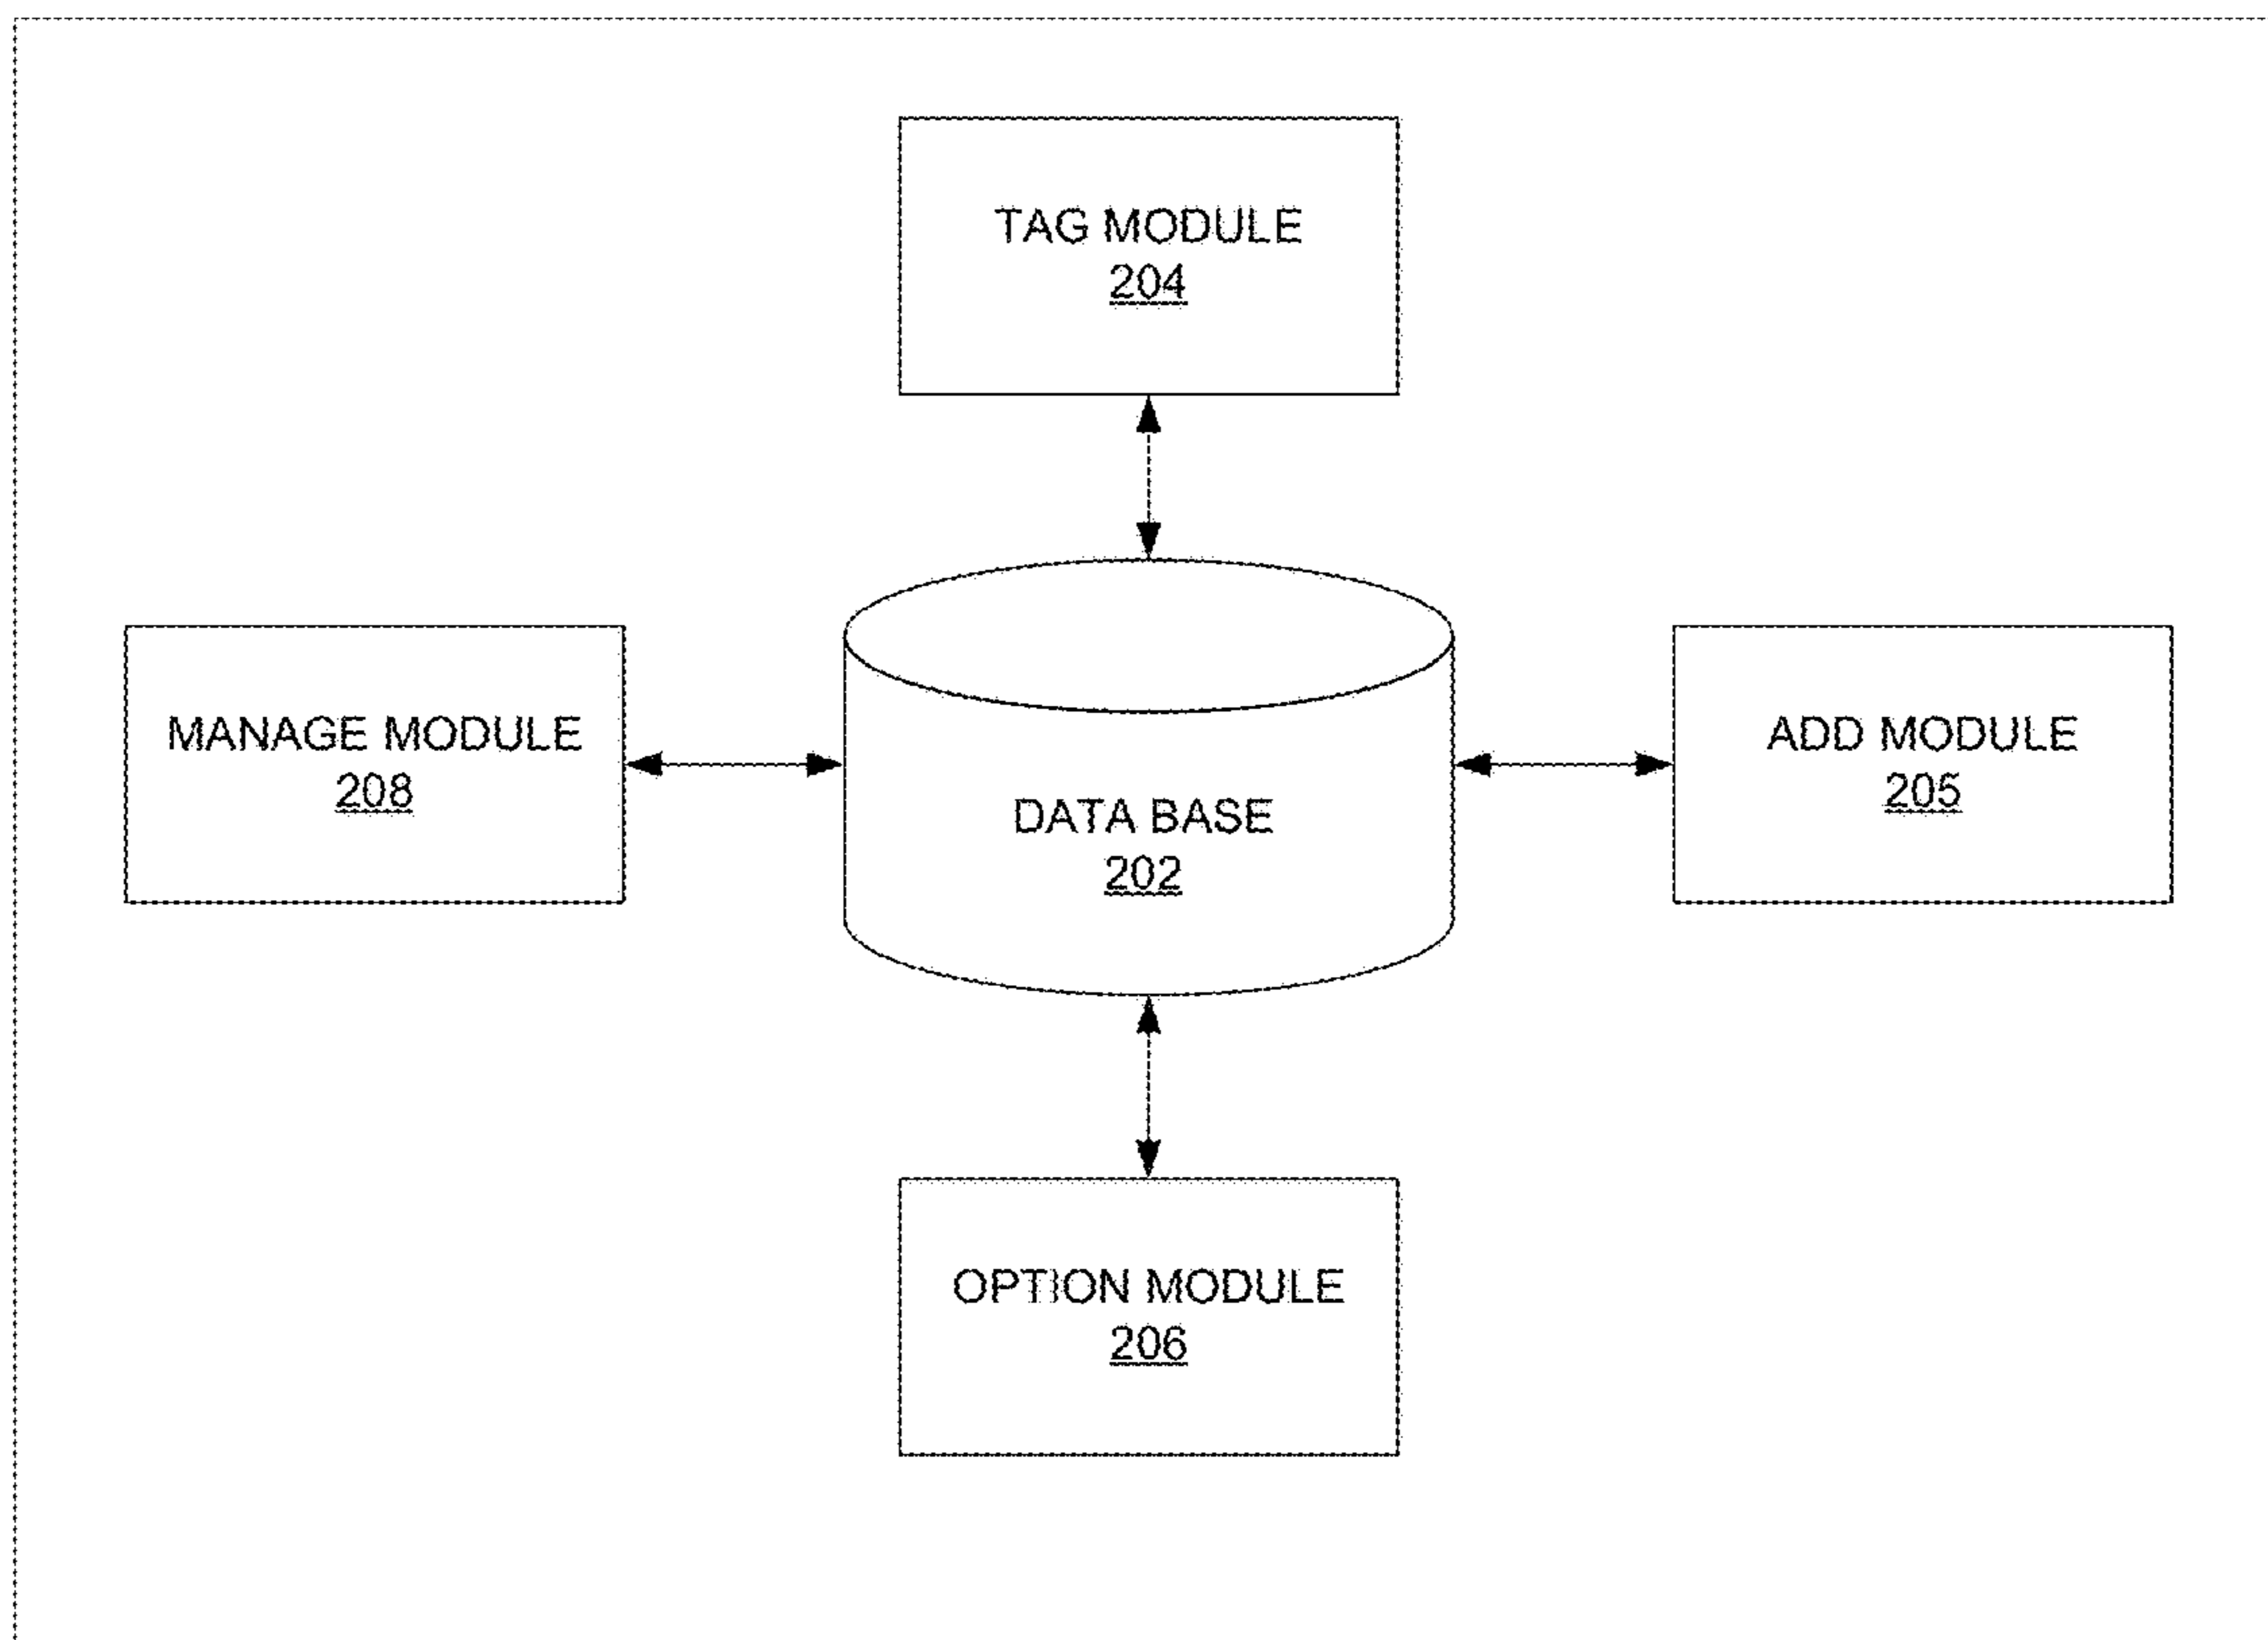 TAG MODULE
204
MANAGE MODULE
208
DATA BASE
202
ADD MODULE
205
OPTION MODULE
206